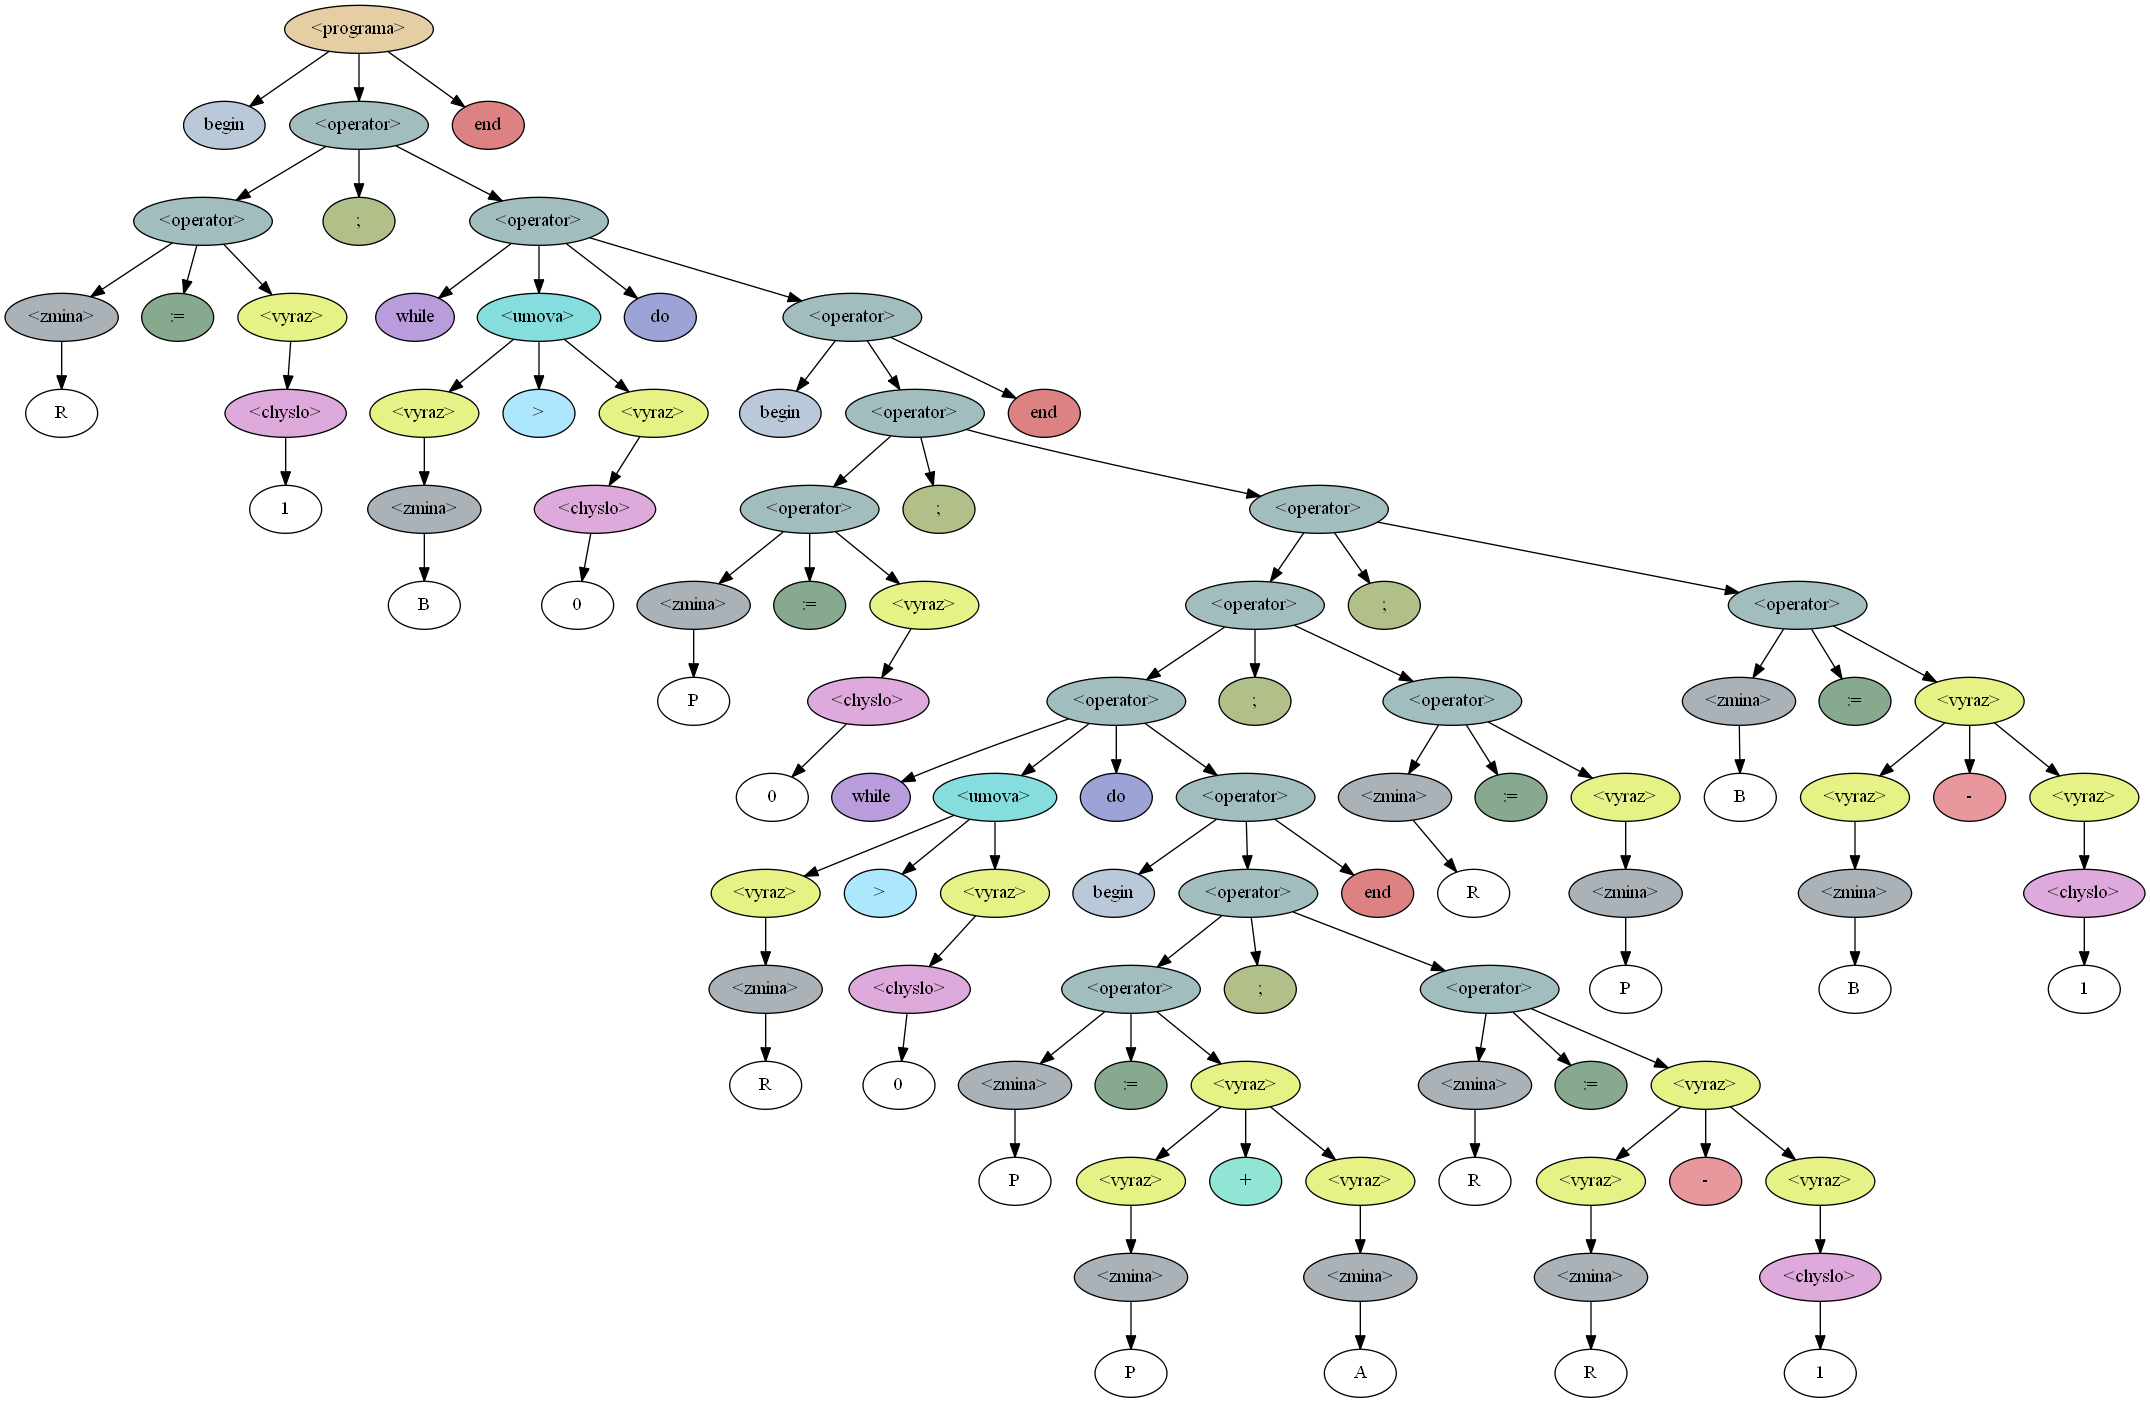 <programa>
begin <operator> end
<operator> ; <operator>
<zmina> := <vyraz> while <umova> do <operator>
R <chyslo> <vyraz> > <vyraz> begin <operator> end
1 <zmina> <chyslo> <operator> ; <operator>
B 0 <zmina> := <vyraz> <operator> ; <operator>
P <chyslo> <operator> ; <operator> <zmina> := <vyraz>
0 while <umova> do <operator> <zmina> := <vyraz> B <vyraz> - <vyraz>
<vyraz> > <vyraz> begin <operator> end R <zmina> <zmina> <chyslo>
<zmina> <chyslo> <operator> ; <operator> P B 1
R 0 <zmina> := <vyraz> <zmina> := <vyraz>
P <vyraz> + <vyraz> R <vyraz> - <vyraz>
<zmina> <zmina> <zmina> <chyslo>
P A R 1